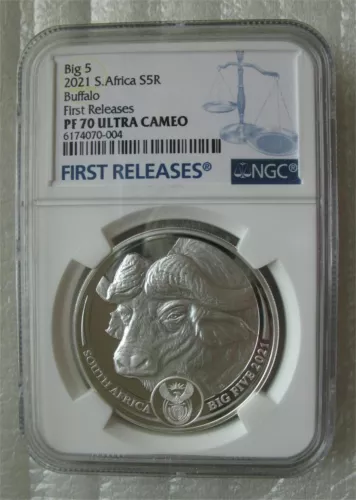 Big 5
2021 S.Africa S5R
Buffalo
First Releases
PF 70 ULTRA CAMEO
6174070-004
FIRST RELEASES®
NGC®
SOUTH AFRICA
BIG FIVE 2021